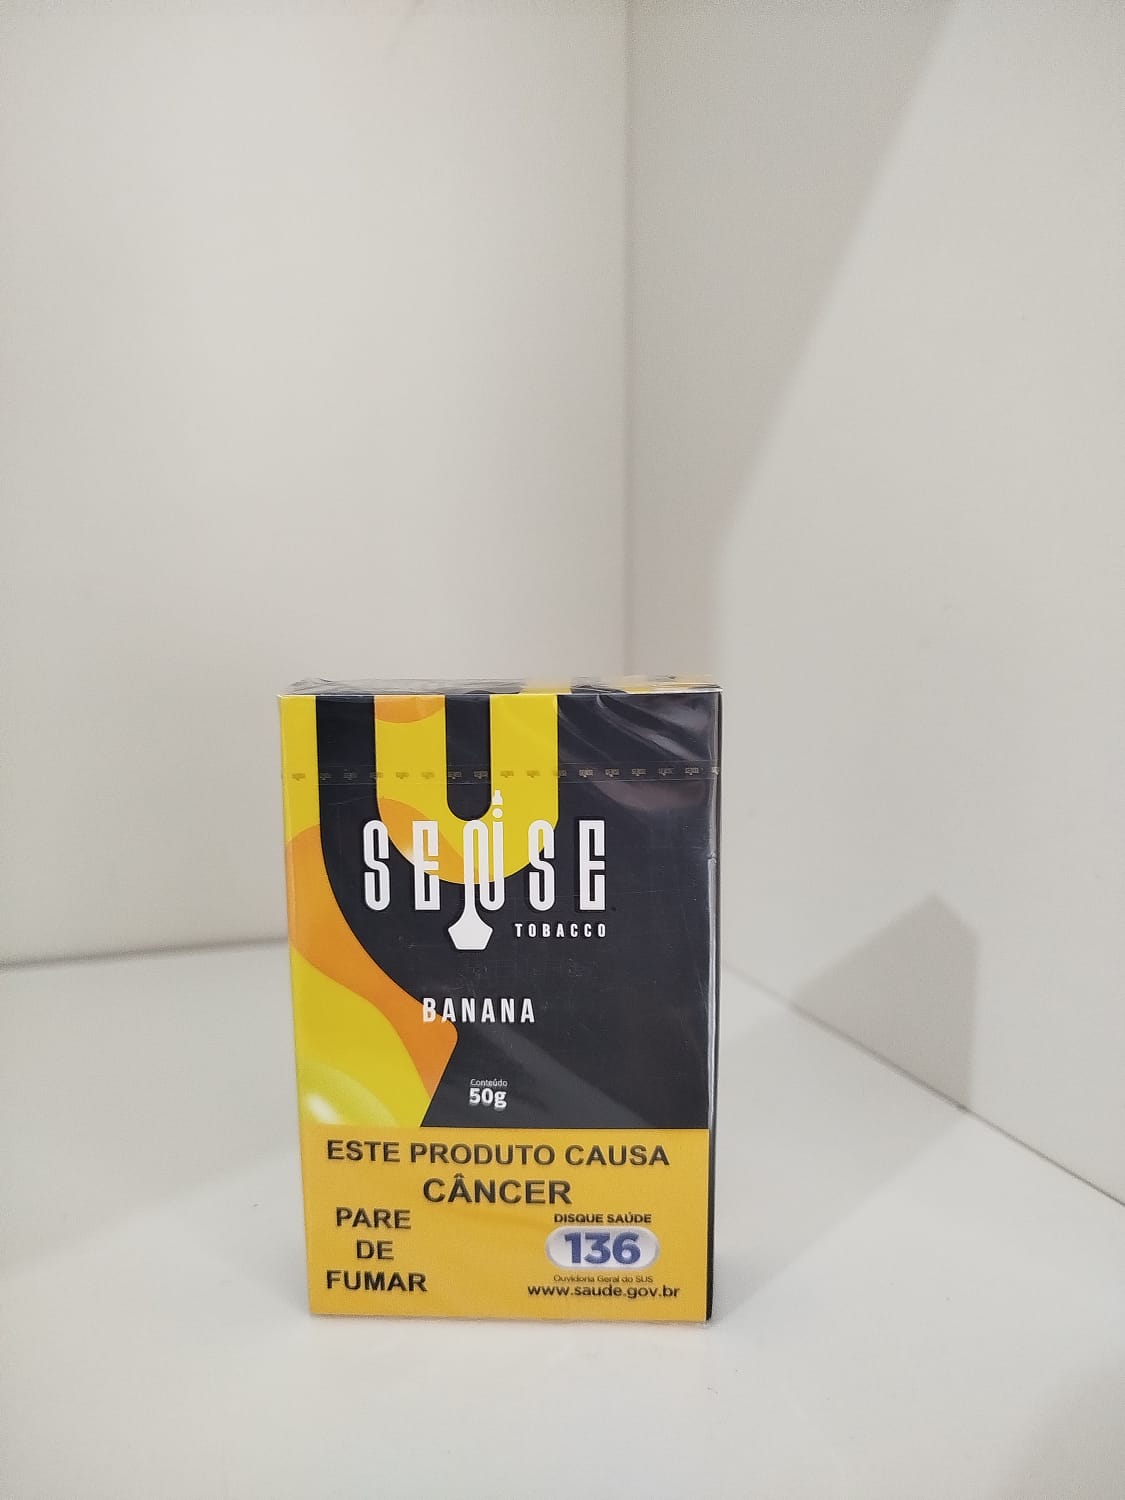 SENSE
TOBACCO
BANANA
Conteúdo
50g
ESTE PRODUTO CAUSA
CÂNCER
PARE
DE
FUMAR
DISQUE SAÚDE
136
Ouvidoria Geral do SUS
www.saude.gov.br